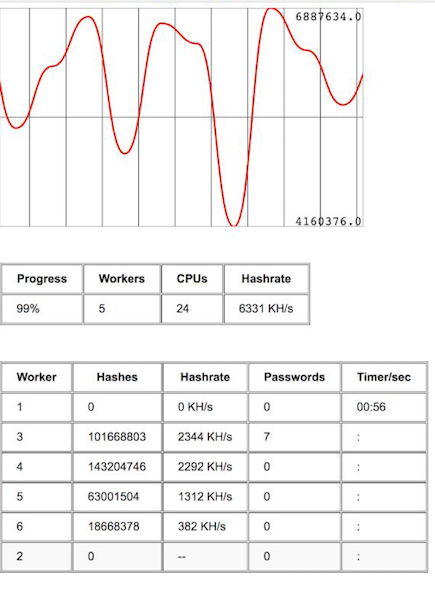 6887634.0
4160376.0
Progress Workers CPUs Hashrate
99% 5 24 6331 KH/s
Worker Hashes Hashrate Passwords Timer/sec
1 0 0 KH/s 0 00:56
3 101668803 2344 KH/s 7 :
4 143204746 2292 KH/s 0 :
5 63001504 1312 KH/s 0 :
6 18668378 382 KH/s 0 :
2 0 -- 0 :